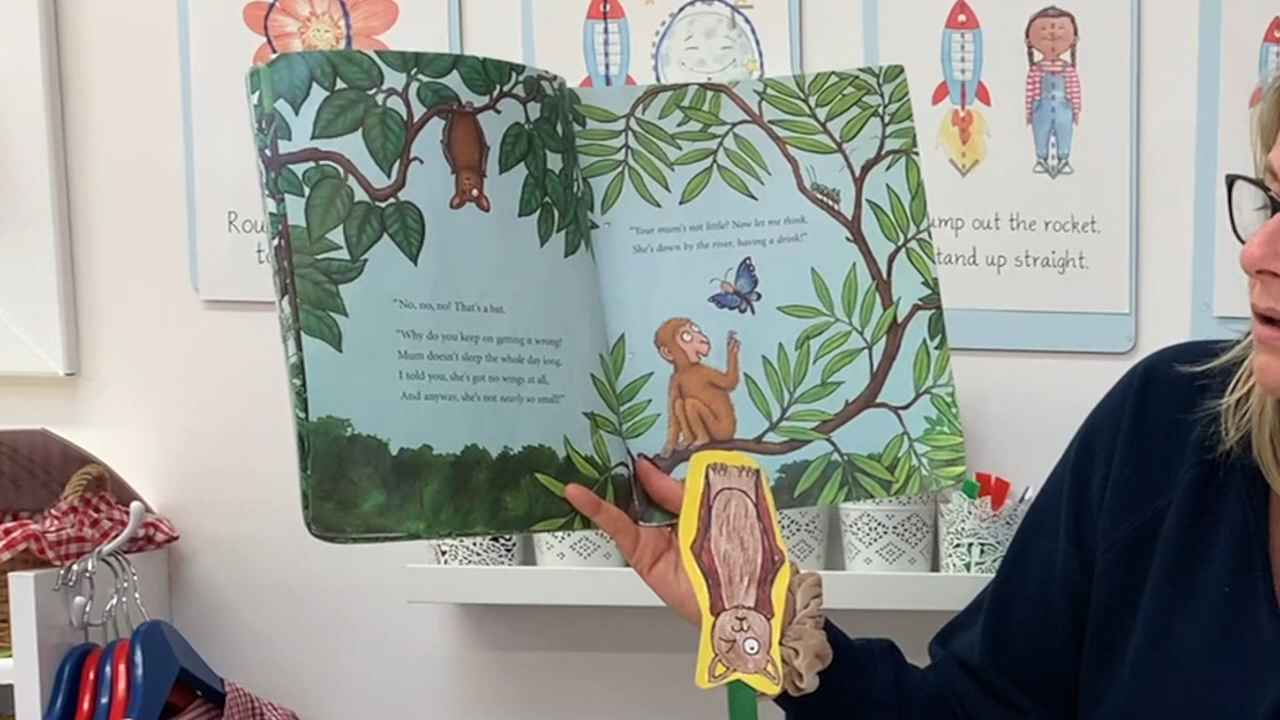 "No, no, no! That's a bat.
"Why do you keep on getting it wrong?
Mum doesn't sleep the whole day long,
I told you, she's got no wings at all,
And anyway, she's not nearly so small!"
"Your mum's not little! Now let me think.
She's down by the river, having a drink!"
Rou
ump out the rocket.
tand up straight.